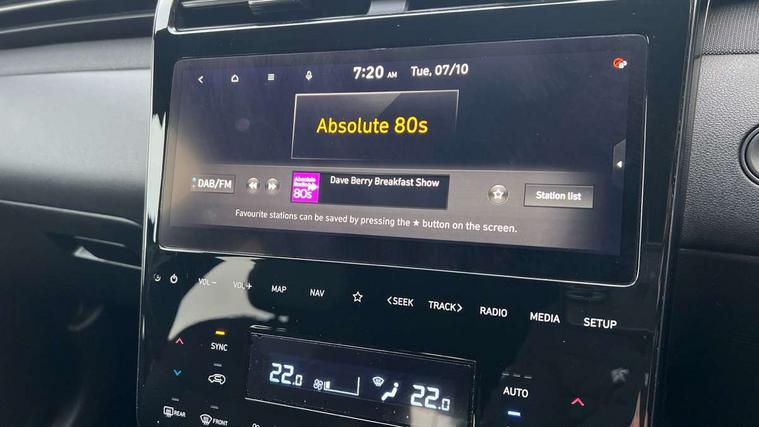 7:20 AM Tue, 07/10
Absolute 80s
DAB/FM
Absolute
Radio
80s
Dave Berry Breakfast Show
Station list
Favourite stations can be saved by pressing the ★ button on the screen.
VOL− VOL+ MAP NAV <SEEK TRACK> RADIO MEDIA SETUP
SYNC
22.0 22.0
AUTO
REAR FRONT